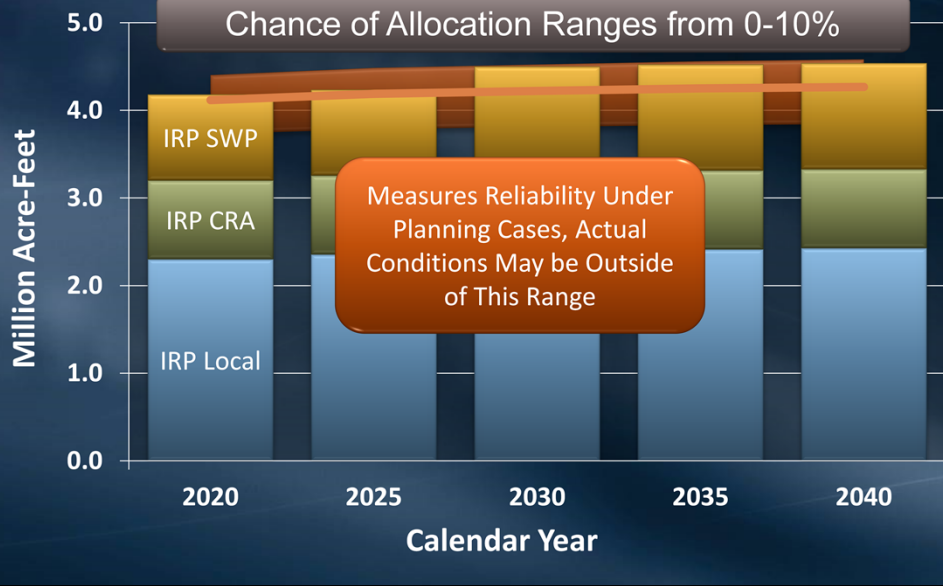 Chance of Allocation Ranges from 0-10%
5.0
4.0
3.0
2.0
1.0
0.0
Million Acre-Feet
IRP SWP
IRP CRA
IRP Local
Measures Reliability Under
Planning Cases, Actual
Conditions May be Outside
of This Range
2020
2025
2030
2035
2040
Calendar Year